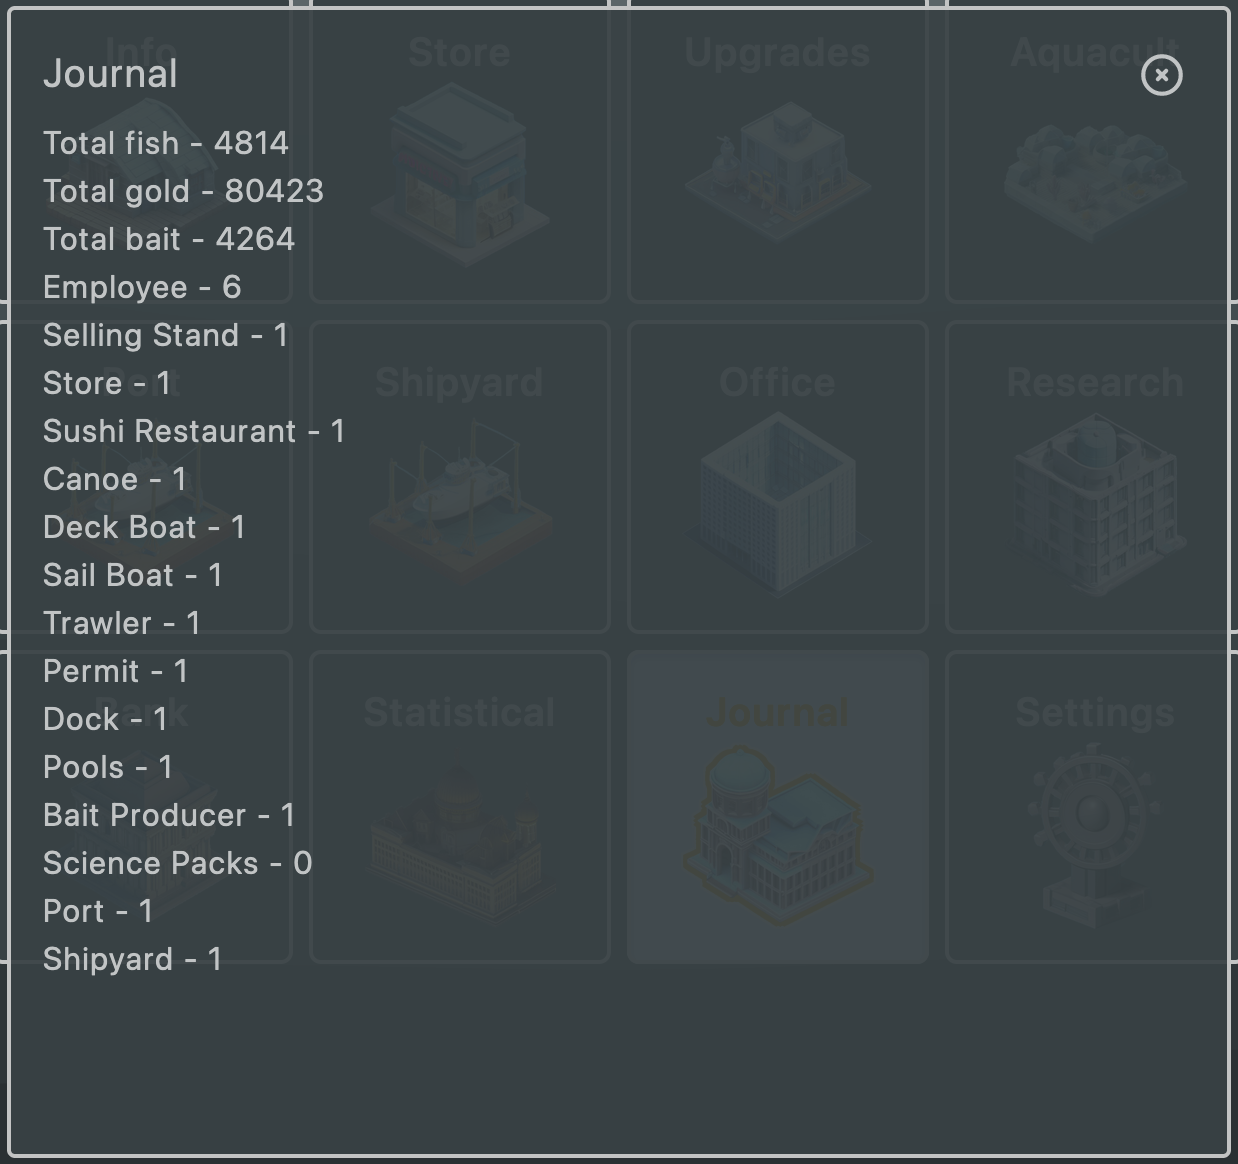 Journal
Total fish - 4814
Total gold - 80423
Total bait - 4264
Employee - 6
Selling Stand - 1
Store - 1
Sushi Restaurant - 1
Canoe - 1
Deck Boat - 1
Sail Boat - 1
Trawler - 1
Permit - 1
Dock - 1
Pools - 1
Bait Producer - 1
Science Packs - 0
Port - 1
Shipyard - 1
Info Store Upgrades Aquacult
Port Shipyard Office Research
Bank Statistical Journal Settings